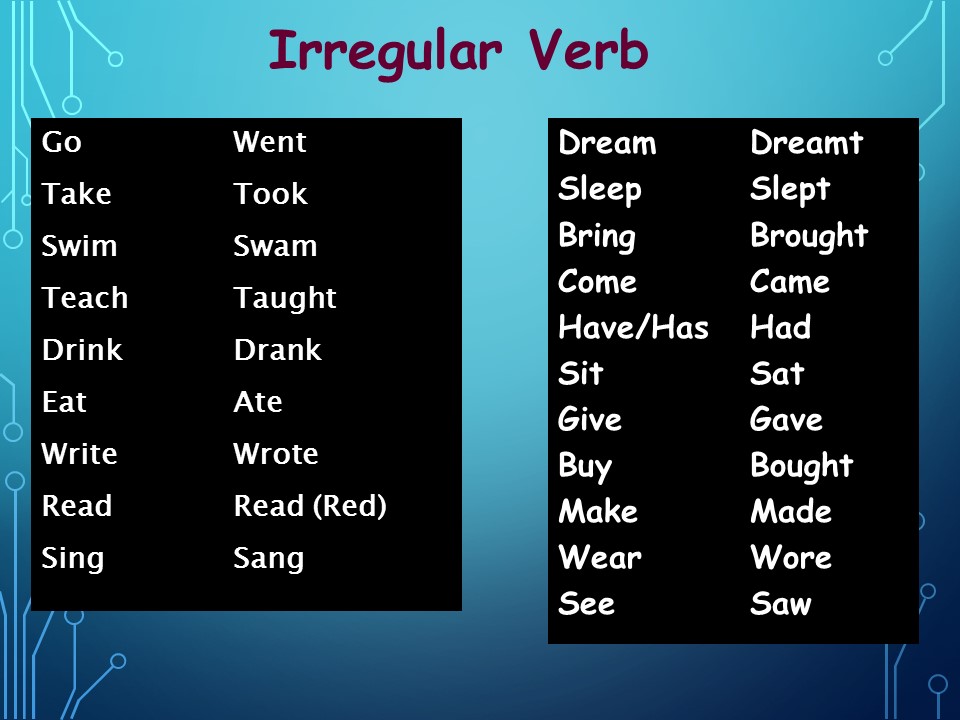 Irregular Verb
Go Went
Take Took
Swim Swam
Teach Taught
Drink Drank
Eat Ate
Write Wrote
Read Read (Red)
Sing Sang
Dream Dreamt
Sleep Slept
Bring Brought
Come Came
Have/Has Had
Sit Sat
Give Gave
Buy Bought
Make Made
Wear Wore
See Saw